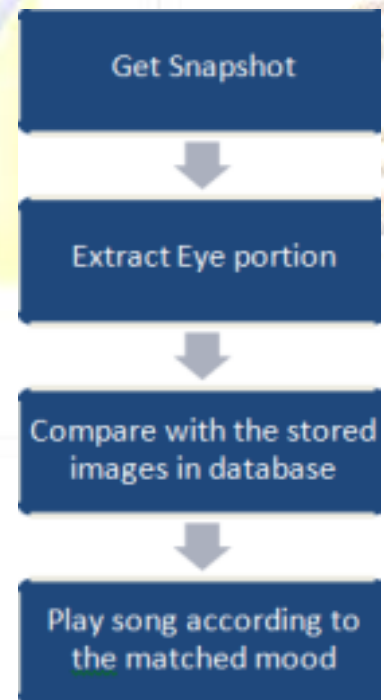 Get Snapshot
Extract Eye portion
Compare with the stored
images in database
Play song according to
the matched mood